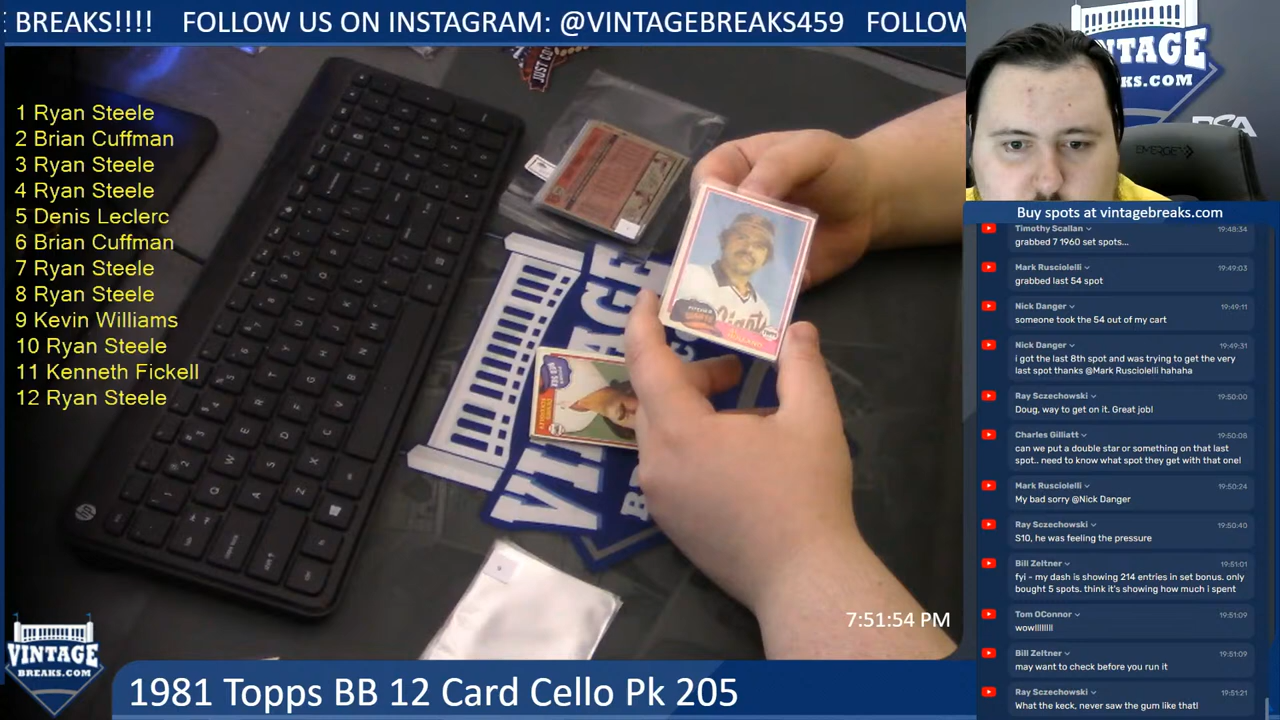 E BREAKS!!!! FOLLOW US ON INSTAGRAM: @VINTAGEBREAKS459 FOLLOW
1 Ryan Steele
2 Brian Cuffman
3 Ryan Steele
4 Ryan Steele
5 Denis Leclerc
6 Brian Cuffman
7 Ryan Steele
8 Ryan Steele
9 Kevin Williams
10 Ryan Steele
11 Kenneth Fickell
12 Ryan Steele
JUST CO
Giants
hp
VINTAGE
7:51:54 PM
VINTAGE
BREAKS.COM
1981 Topps BB 12 Card Cello Pk 205
VINTAGE
BREAKS.COM
PSA
EMERGE
Buy spots at vintagebreaks.com
Timothy Scallan 19:48:34
grabbed 7 1960 set spots...
Mark Rusciolelli 19:49:03
grabbed last 54 spot
Nick Danger 19:49:11
someone took the 54 out of my cart
Nick Danger 19:49:31
i got the last 8th spot and was trying to get the very
last spot thanks @Mark Rusciolelli hahaha
Ray Sczechowski 19:50:00
Doug, way to get on it. Great job!
Charles Gilliatt 19:50:08
can we put a double star or something on that last
spot.. need to know what spot they get with that one!
Mark Rusciolelli 19:50:24
My bad sorry @Nick Danger
Ray Sczechowski 19:50:40
S10, he was feeling the pressure
Bill Zeltner 19:51:01
fyi - my dash is showing 214 entries in set bonus. only
bought 5 spots. think it's showing how much i spent
Tom OConnor 19:51:09
wow!!!!!!!!
Bill Zeltner 19:51:09
may want to check before you run it
Ray Sczechowski 19:51:21
What the keck, never saw the gum like that!